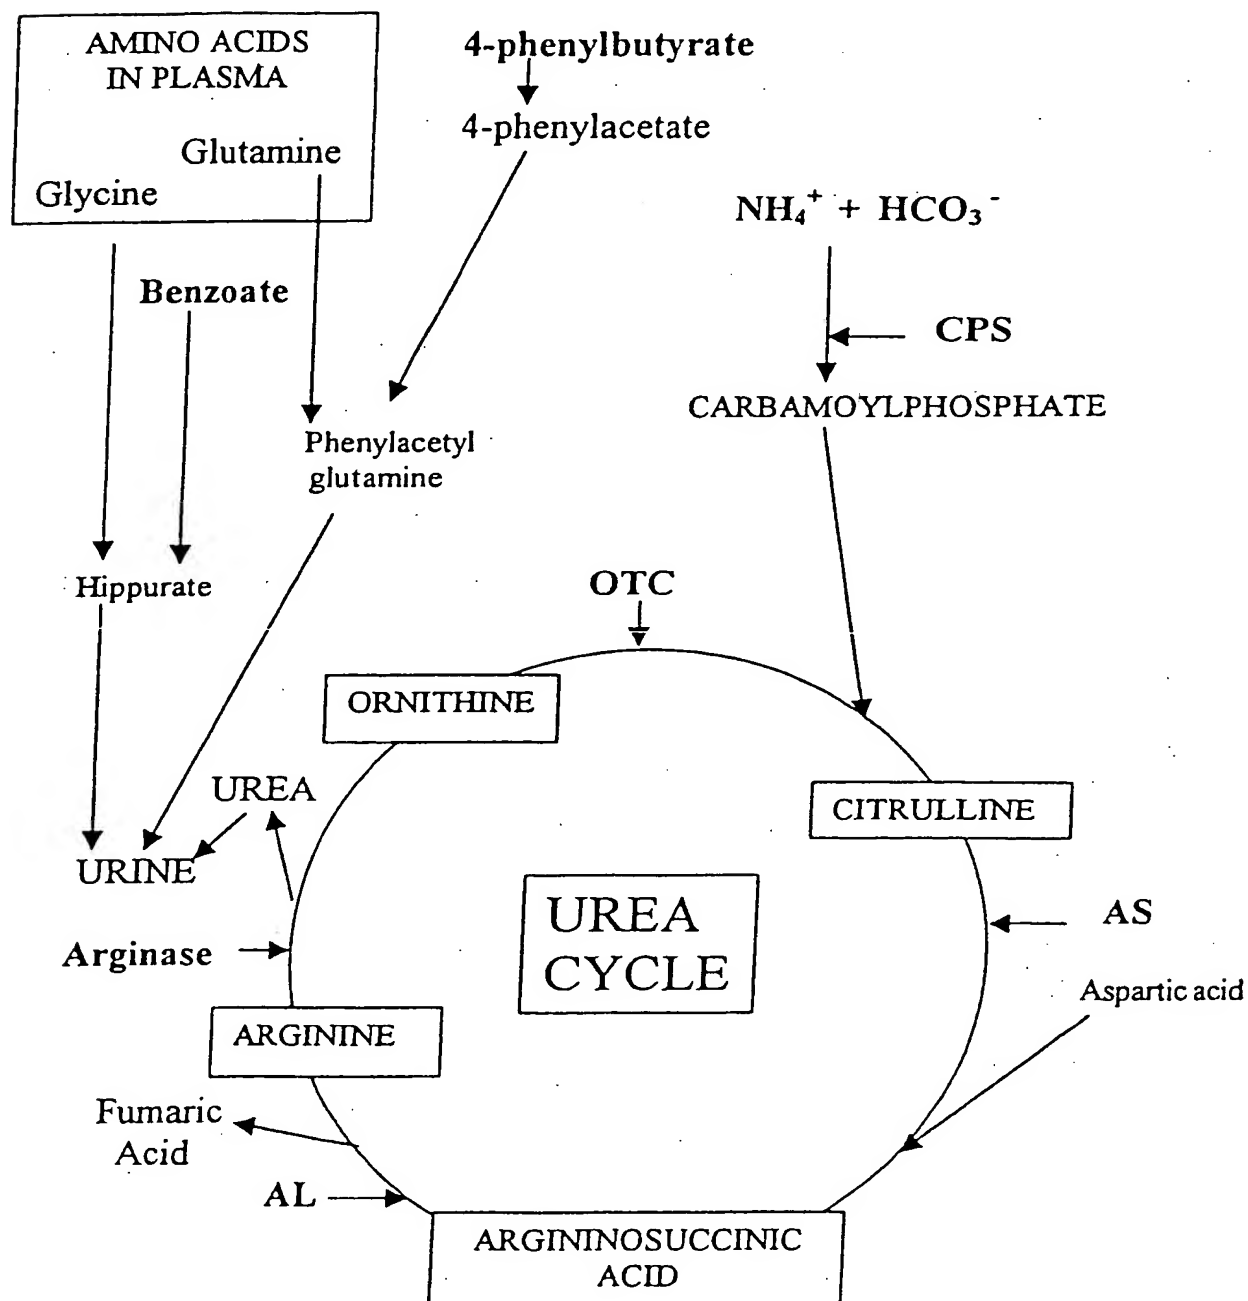 AMINO ACIDS
IN PLASMA
Glutamine
Glycine
4-phenylbutyrate
4-phenylacetate
NH₄⁺ + HCO₃⁻
Benzoate
CPS
CARBAMOYLPHOSPHATE
Phenylacetyl
glutamine
Hippurate
OTC
ORNITHINE
UREA
CITRULLINE
URINE
UREA
CYCLE
AS
Arginase
Aspartic acid
ARGININE
Fumaric
Acid
AL
ARGININOSUCCINIC
ACID